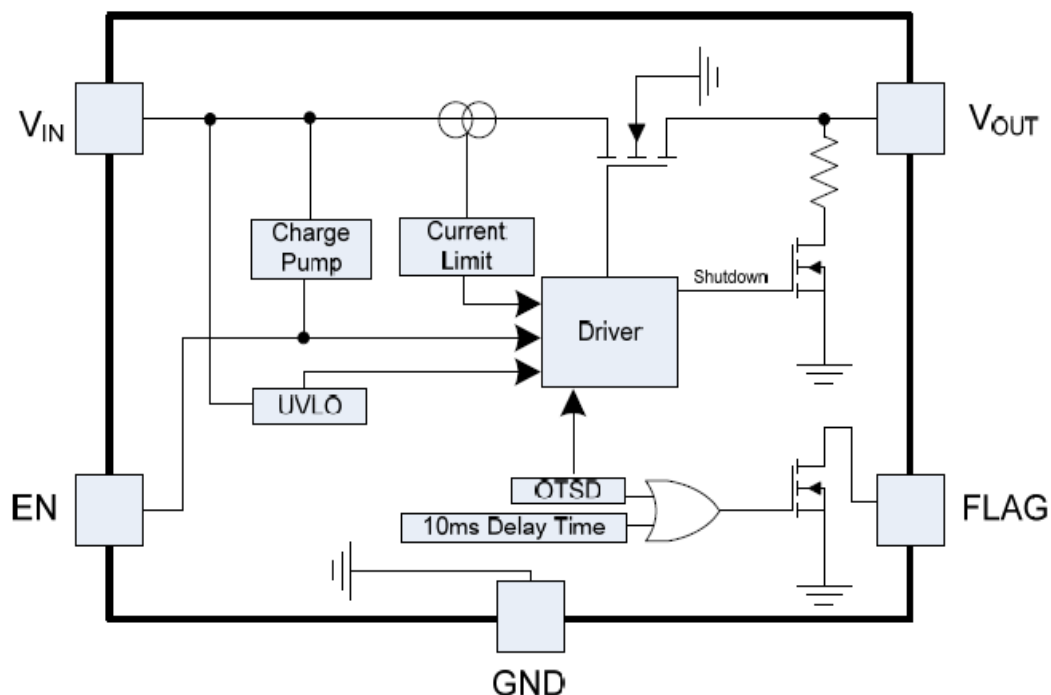 VIN
VOUT
Charge
Pump
Current
Limit
Shutdown
Driver
UVLO
EN
OTSD
10ms Delay Time
FLAG
GND